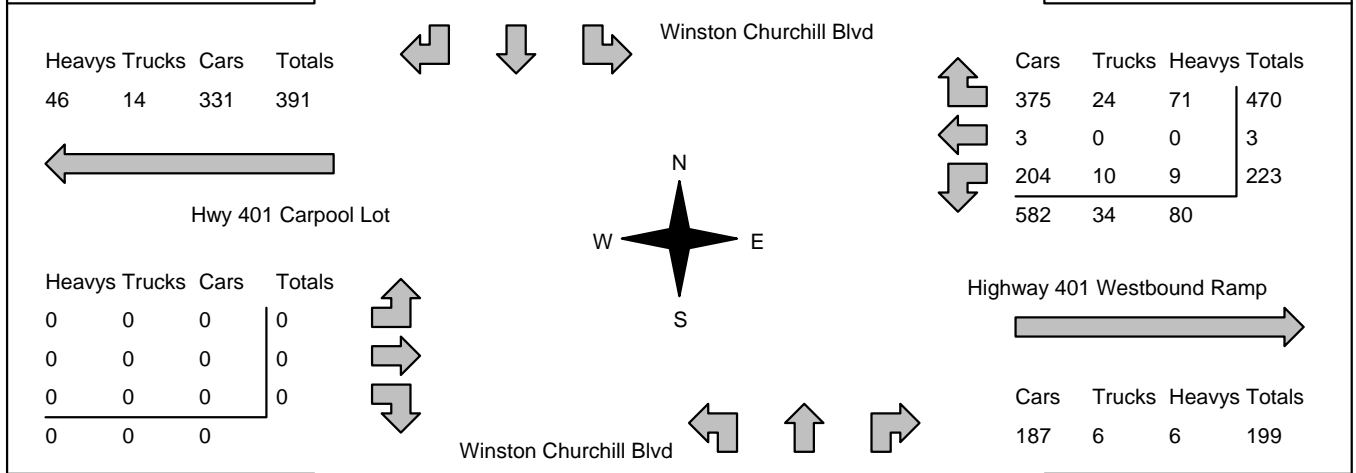 Winston Churchill Blvd
Heavys Trucks Cars Totals
46 14 331 391
Hwy 401 Carpool Lot
Heavys Trucks Cars Totals
0 0 0 0
0 0 0 0
0 0 0 0
0 0 0
N
W E
S
Cars Trucks Heavys Totals
375 24 71 470
3 0 0 3
204 10 9 223
582 34 80
Highway 401 Westbound Ramp
Cars Trucks Heavys Totals
187 6 6 199
Winston Churchill Blvd